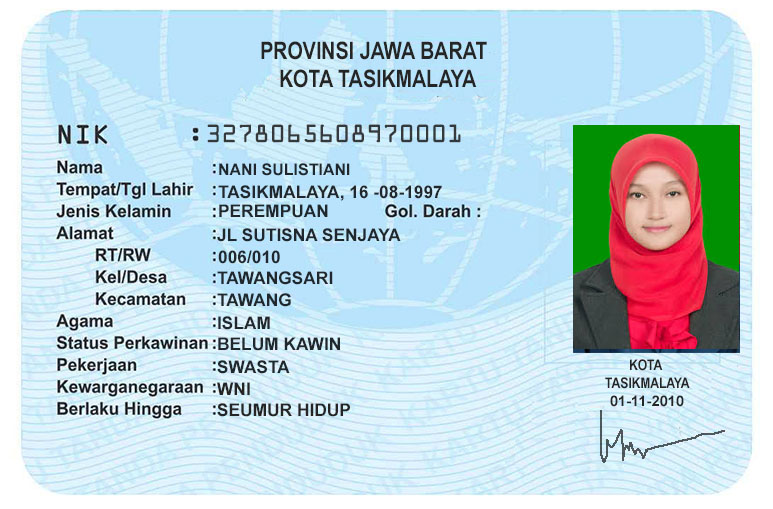 PROVINSI JAWA BARAT
KOTA TASIKMALAYA
NIK :3278065608970001
Nama :NANI SULISTIANI
Tempat/Tgl Lahir :TASIKMALAYA, 16 -08-1997
Jenis Kelamin :PEREMPUAN Gol. Darah :
Alamat :JL SUTISNA SENJAYA
RT/RW :006/010
Kel/Desa :TAWANGSARI
Kecamatan :TAWANG
Agama :ISLAM
Status Perkawinan :BELUM KAWIN
Pekerjaan :SWASTA
Kewarganegaraan :WNI
Berlaku Hingga :SEUMUR HIDUP
KOTA
TASIKMALAYA
01-11-2010